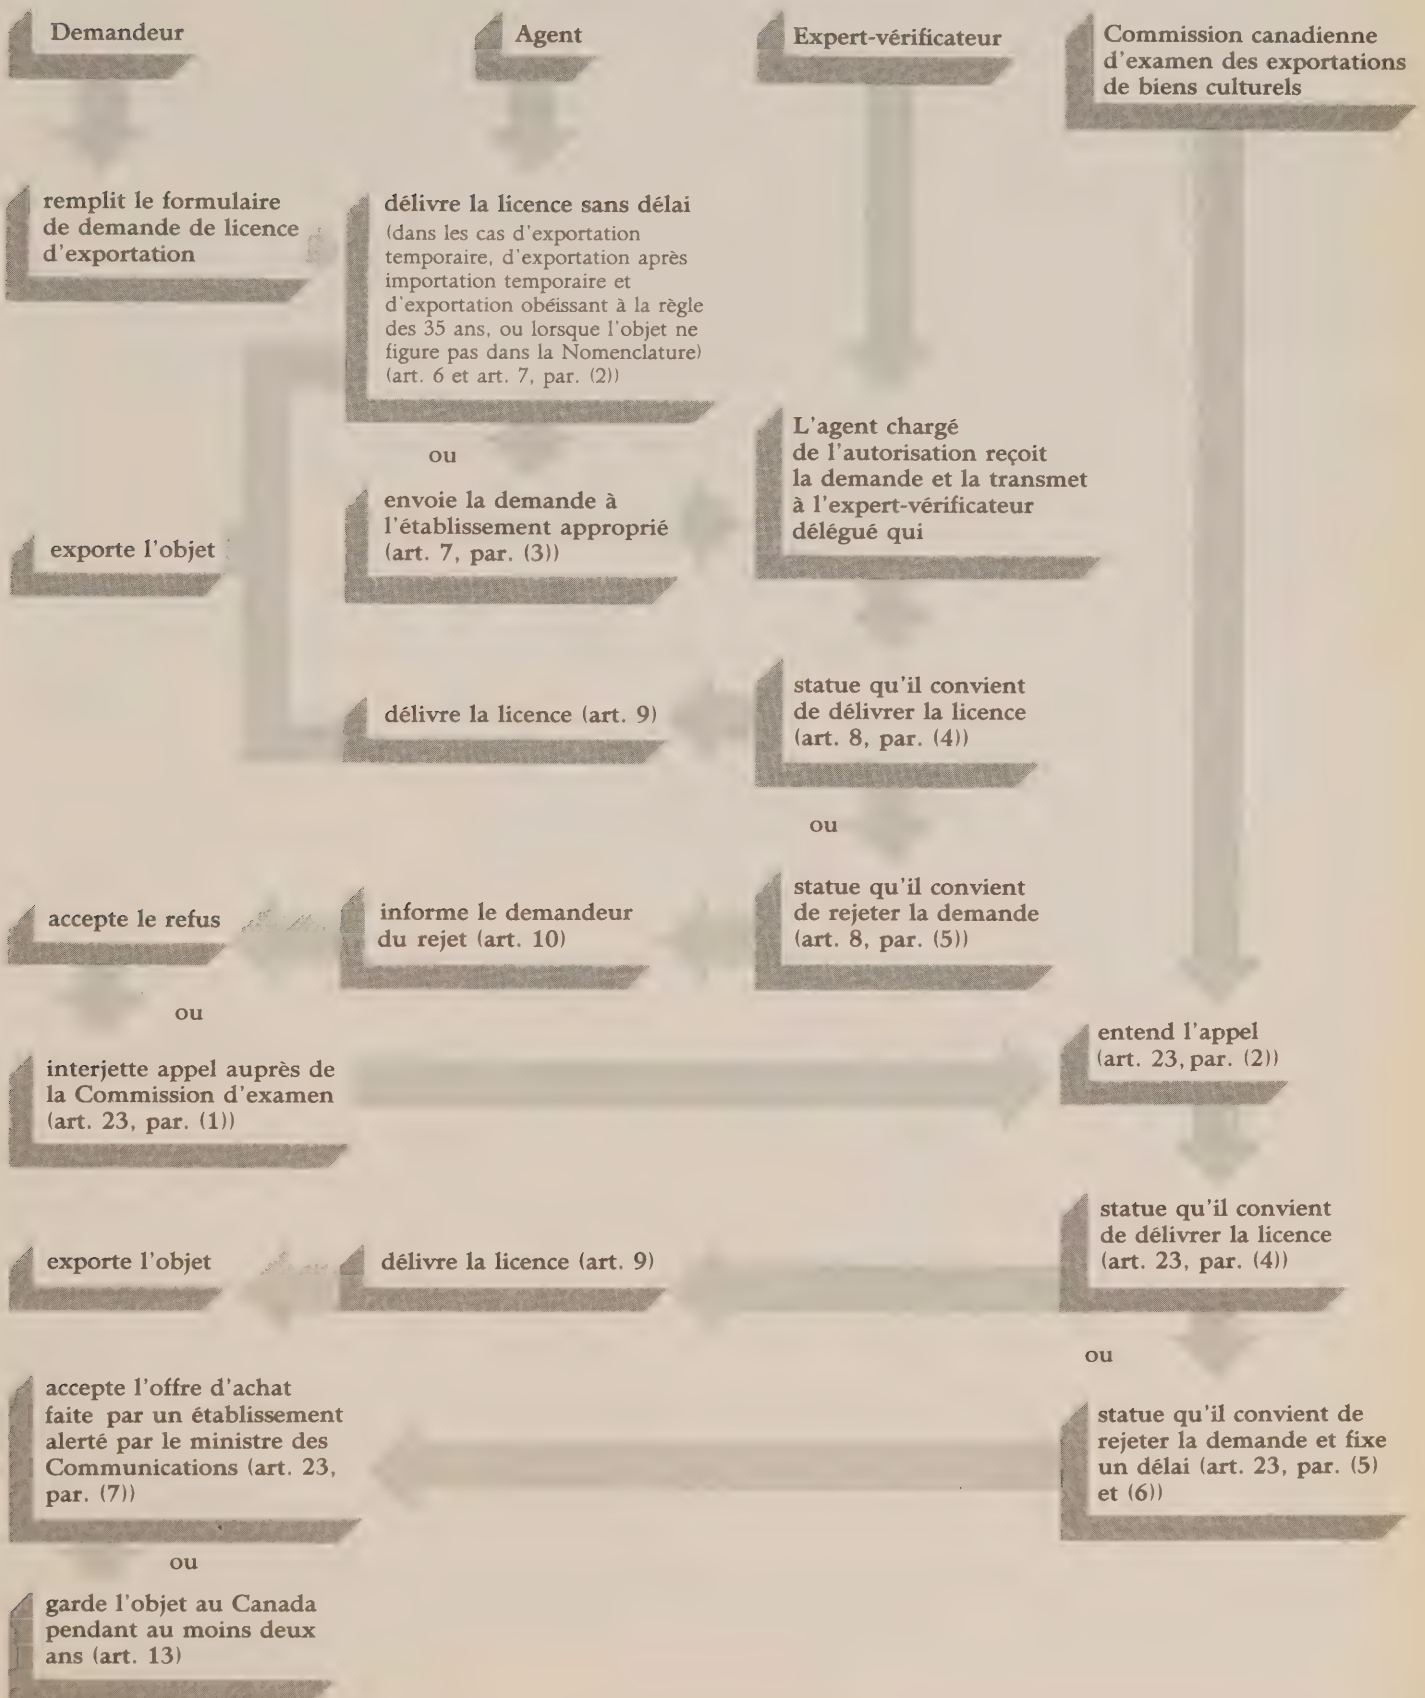 Demandeur
Agent
Expert-vérificateur
Commission canadienne
d'examen des exportations
de biens culturels
remplit le formulaire
de demande de licence
d'exportation
délivre la licence sans délai
(dans les cas d'exportation
temporaire, d'exportation après
importation temporaire et
d'exportation obéissant à la règle
des 35 ans, ou lorsque l'objet ne
figure pas dans la Nomenclature)
(art. 6 et art. 7, par. (2))
ou
envoie la demande à
l'établissement approprié
(art. 7, par. (3))
L'agent chargé
de l'autorisation reçoit
la demande et la transmet
à l'expert-vérificateur
délégué qui
exporte l'objet
délivre la licence (art. 9)
statue qu'il convient
de délivrer la licence
(art. 8, par. (4))
ou
statue qu'il convient
de rejeter la demande
(art. 8, par. (5))
informe le demandeur
du rejet (art. 10)
accepte le refus
ou
interjette appel auprès de
la Commission d'examen
(art. 23, par. (1))
entend l'appel
(art. 23, par. (2))
statue qu'il convient
de délivrer la licence
(art. 23, par. (4))
délivre la licence (art. 9)
exporte l'objet
ou
statue qu'il convient de
rejeter la demande et fixe
un délai (art. 23, par. (5)
et (6))
accepte l'offre d'achat
faite par un établissement
alerté par le ministre des
Communications (art. 23,
par. (7))
ou
garde l'objet au Canada
pendant au moins deux
ans (art. 13)